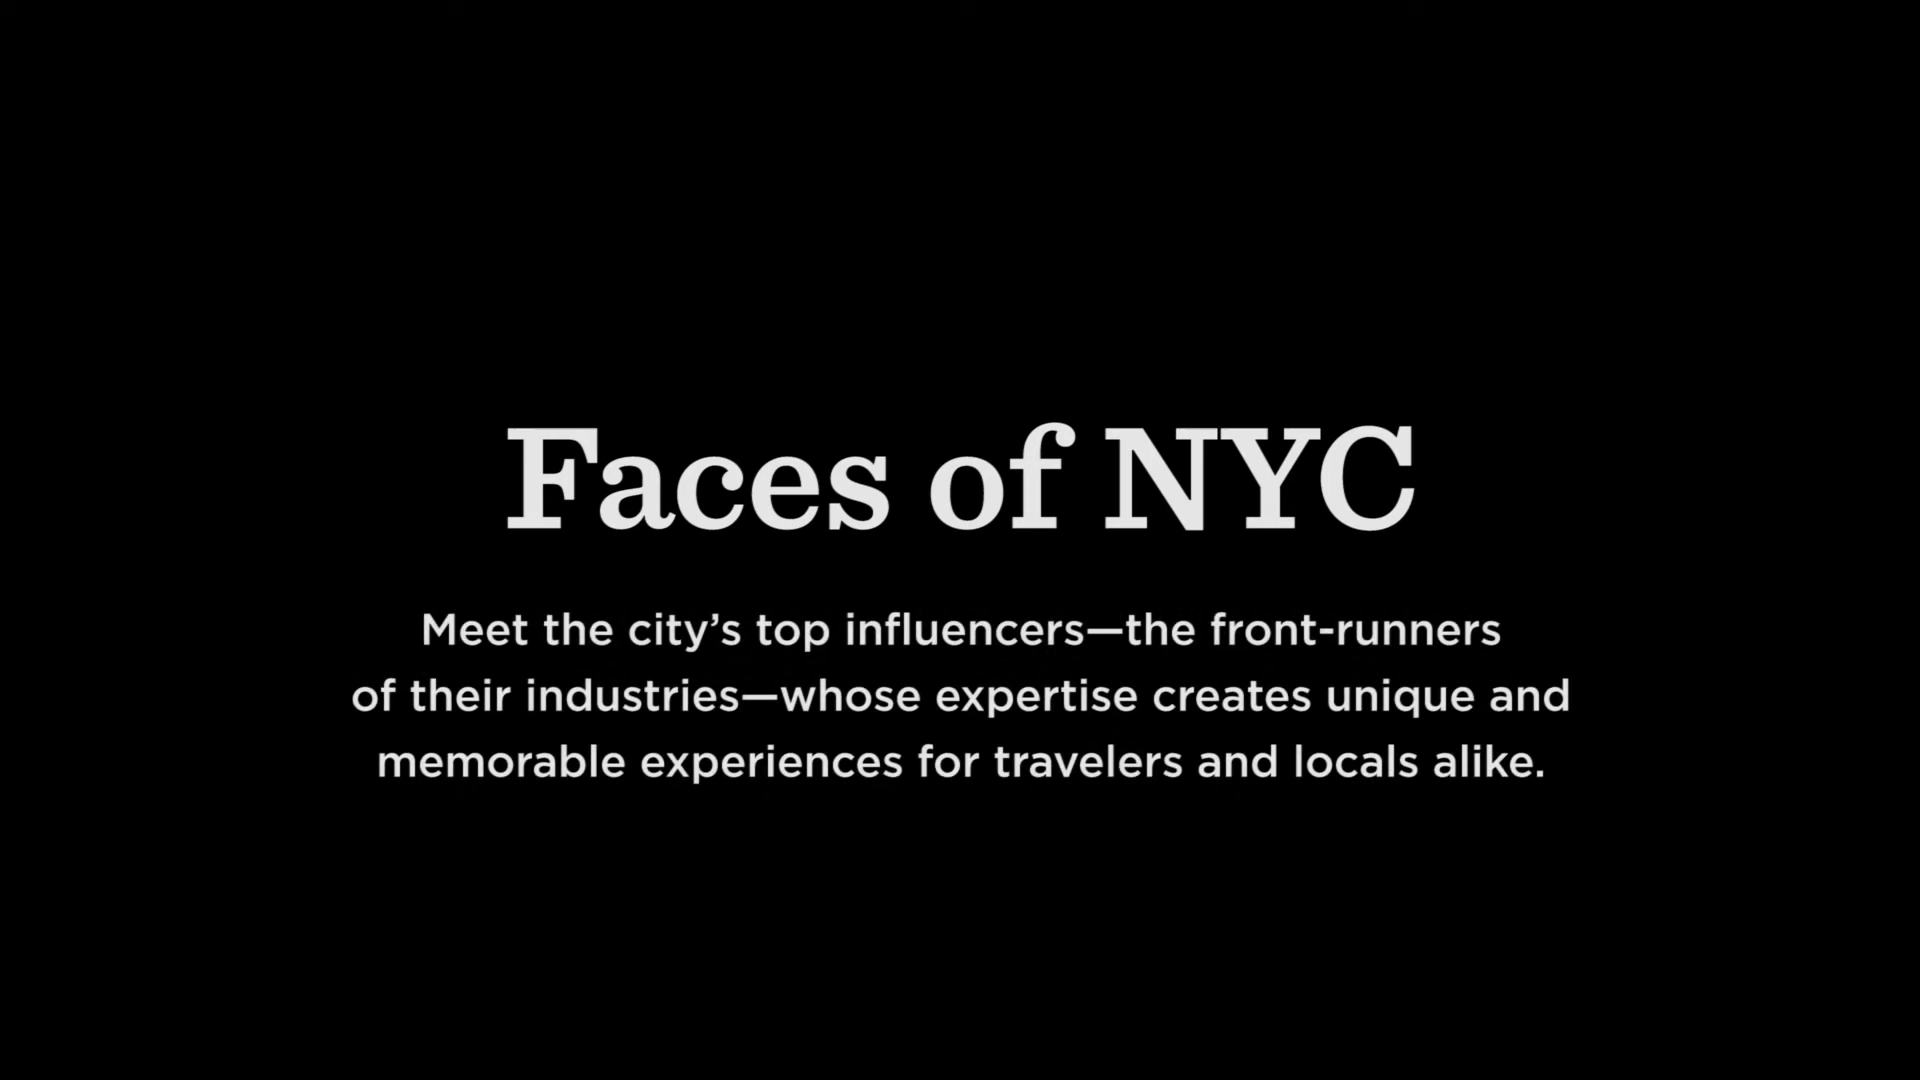 Faces of NYC
Meet the city’s top influencers—the front-runners
of their industries—whose expertise creates unique and
memorable experiences for travelers and locals alike.